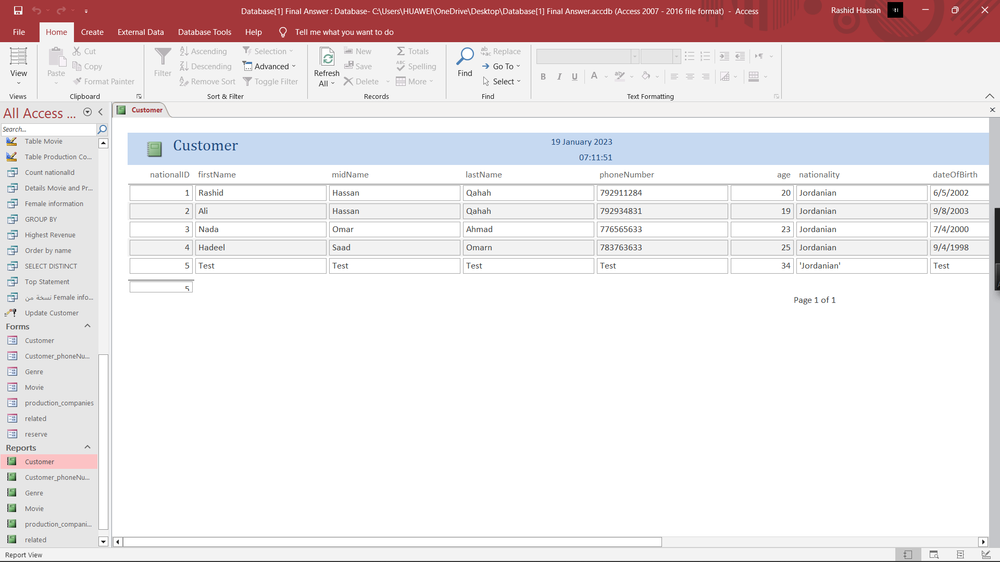 Database[1] Final Answer : Database- C:\Users\HUAWEI\OneDrive\Desktop\Database[1] Final Answer.accdb (Access 2007 - 2016 file format) - Access
Rashid Hassan
File Home Create External Data Database Tools Help Tell me what you want to do
View
Views
Paste
Cut
Copy
Format Painter
Clipboard
Filter
Ascending
Descending
Remove Sort
Selection
Advanced
Toggle Filter
Sort & Filter
Refresh
All
New
Save
Delete
Totals
Spelling
More
Records
Find
Replace
Go To
Select
Find
B I U A
Text Formatting
All Access ...
Search...
Table Movie
Table Production Co...
Count nationalId
Details Movie and Pr...
Female information
GROUP BY
Highest Revenue
Order by name
SELECT DISTINCT
Top Statement
نسخة من Female info...
Update Customer
Forms
Customer
Customer_phoneNu...
Genre
Movie
production_companies
related
reserve
Reports
Customer
Customer_phoneNu...
Genre
Movie
production_compani...
related
Customer
Customer
19 January 2023
07:11:51
nationalID firstName midName lastName phoneNumber age nationality dateOfBirth
1 Rashid Hassan Qahah 792911284 20 Jordanian 6/5/2002
2 Ali Hassan Qahah 792934831 19 Jordanian 9/8/2003
3 Nada Omar Ahmad 776565633 23 Jordanian 7/4/2000
4 Hadeel Saad Omarn 783763633 25 Jordanian 9/4/1998
5 Test Test Test Test 34 'Jordanian' Test
5
Page 1 of 1
Report View